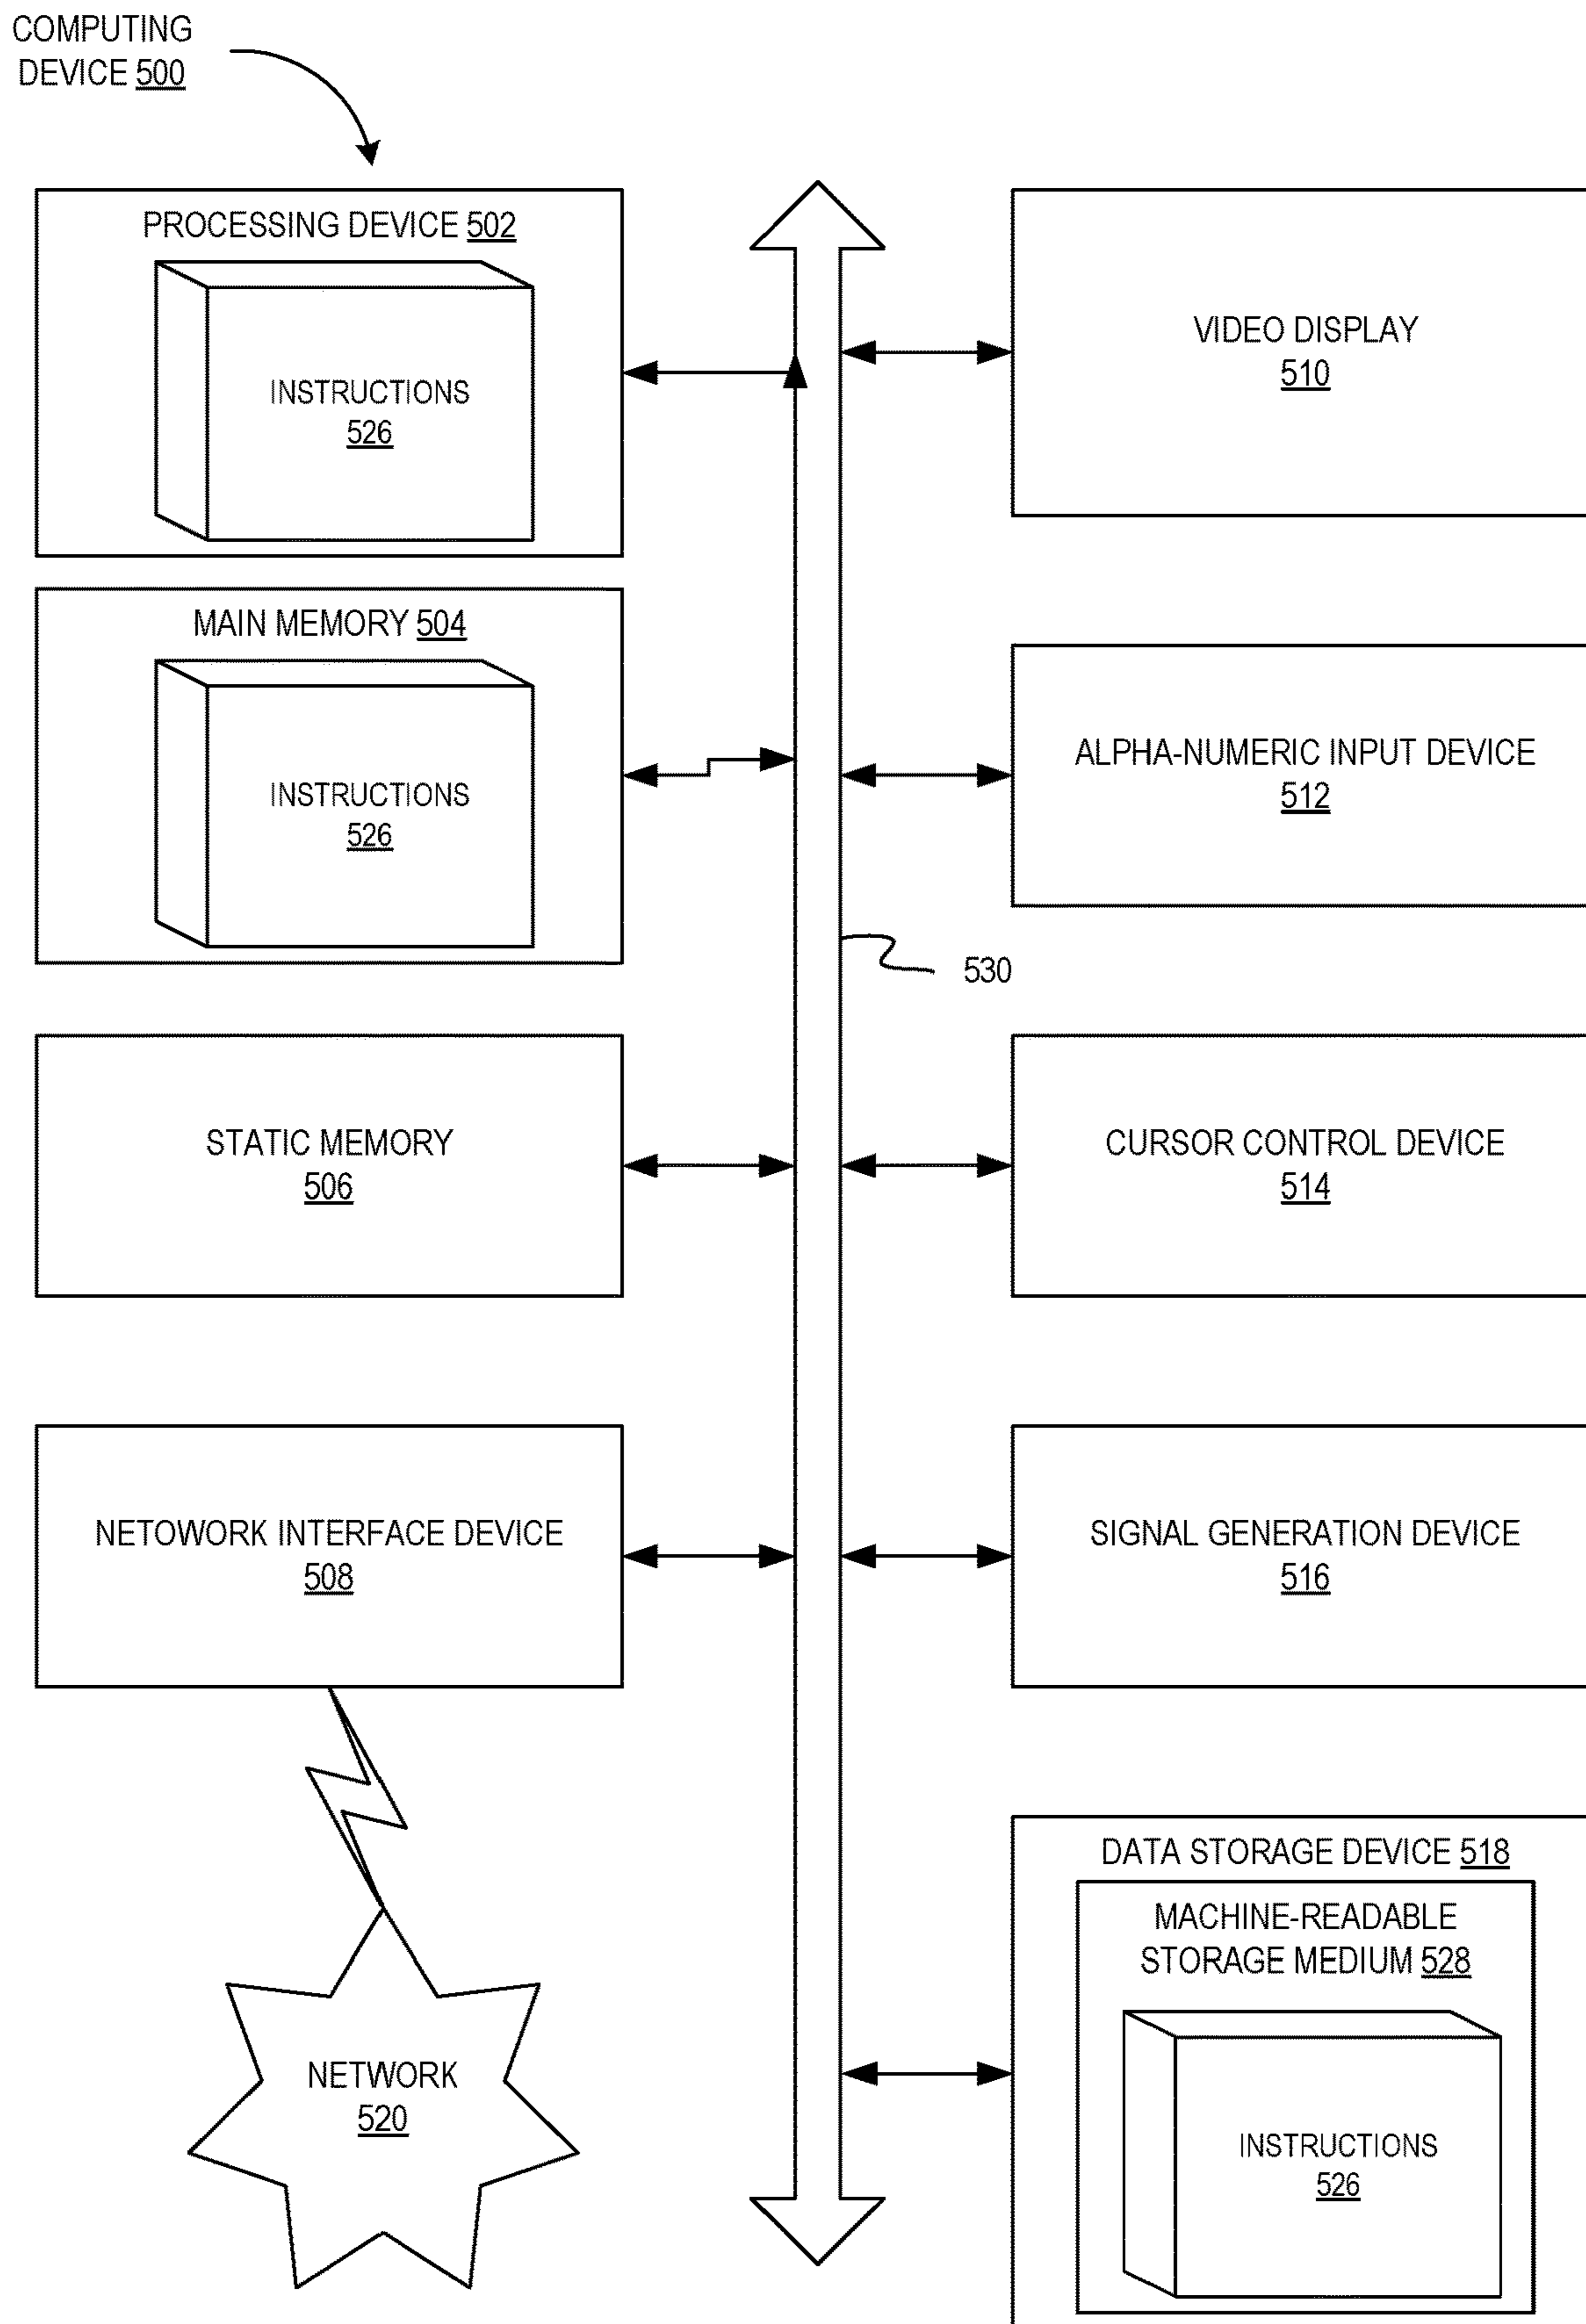 COMPUTING
DEVICE 500
PROCESSING DEVICE 502
INSTRUCTIONS
526
MAIN MEMORY 504
INSTRUCTIONS
526
STATIC MEMORY
506
NETOWORK INTERFACE DEVICE
508
NETWORK
520
530
VIDEO DISPLAY
510
ALPHA-NUMERIC INPUT DEVICE
512
CURSOR CONTROL DEVICE
514
SIGNAL GENERATION DEVICE
516
DATA STORAGE DEVICE 518
MACHINE-READABLE
STORAGE MEDIUM 528
INSTRUCTIONS
526